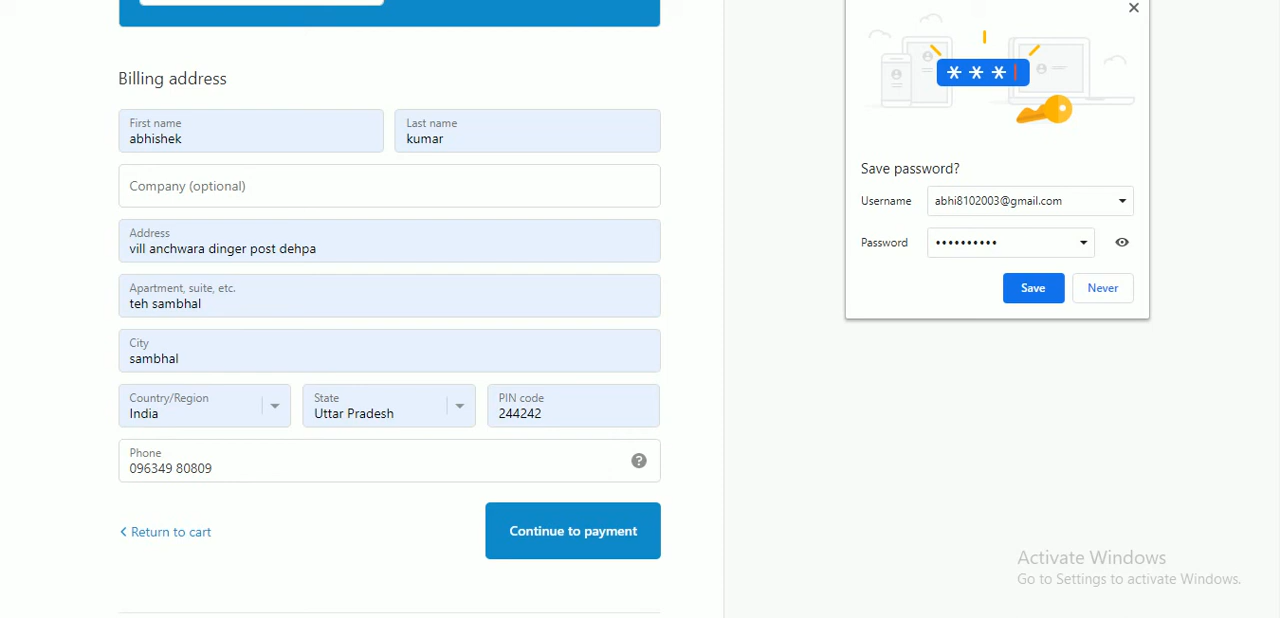 Billing address
First name
abhishek
Last name
kumar
Company (optional)
Address
vill anchwara dinger post dehpa
Apartment, suite, etc.
teh sambhal
City
sambhal
Country/Region
India
State
Uttar Pradesh
PIN code
244242
Phone
096349 80809
?
< Return to cart
Continue to payment
* * * |
Save password?
Username
abhi8102003@gmail.com
Password
••••••••••
Save
Never
Activate Windows
Go to Settings to activate Windows.